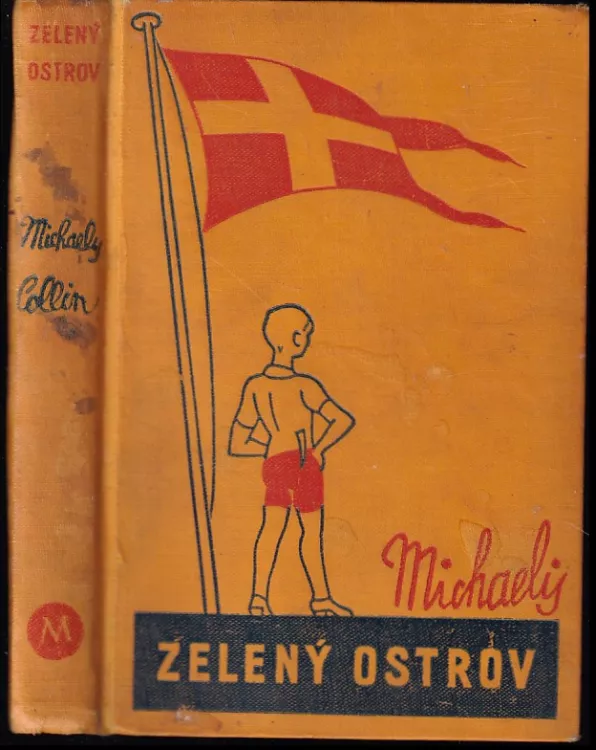 ZELENÝ
OSTROV
Michaelis
Collin
M
Michaelis
ZELENÝ OSTROV